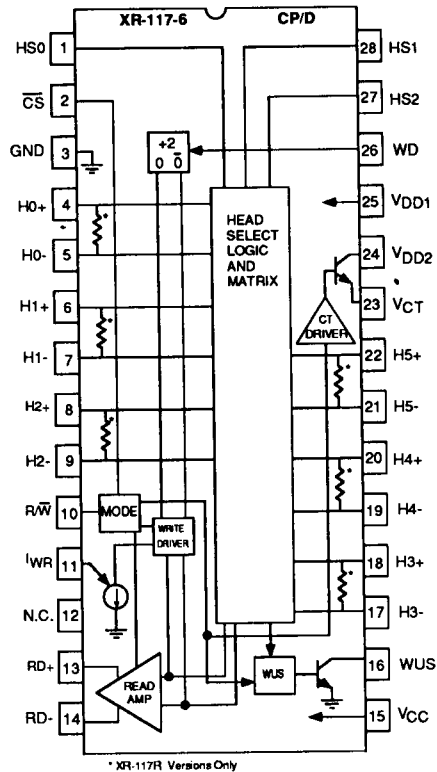 XR-117-6 CP/D
HS0 1
28 HS1
C̅S̅ 2
27 HS2
GND 3
+2
0 0̅
26 WD
H0+ 4
HEAD
SELECT
LOGIC
AND
MATRIX
25 VDD1
*
*
H0- 5
24 VDD2
H1+ 6
23 VCT
CT
DRIVER
*
H1- 7
22 H5+
*
H2+ 8
21 H5-
*
H2- 9
20 H4+
*
R/W̅ 10
MODE
19 H4-
WRITE
DRIVER
IWR 11
18 H3+
*
N.C. 12
17 H3-
RD+ 13
READ
AMP
WUS
16 WUS
RD- 14
15 VCC
* XR-117R Versions Only